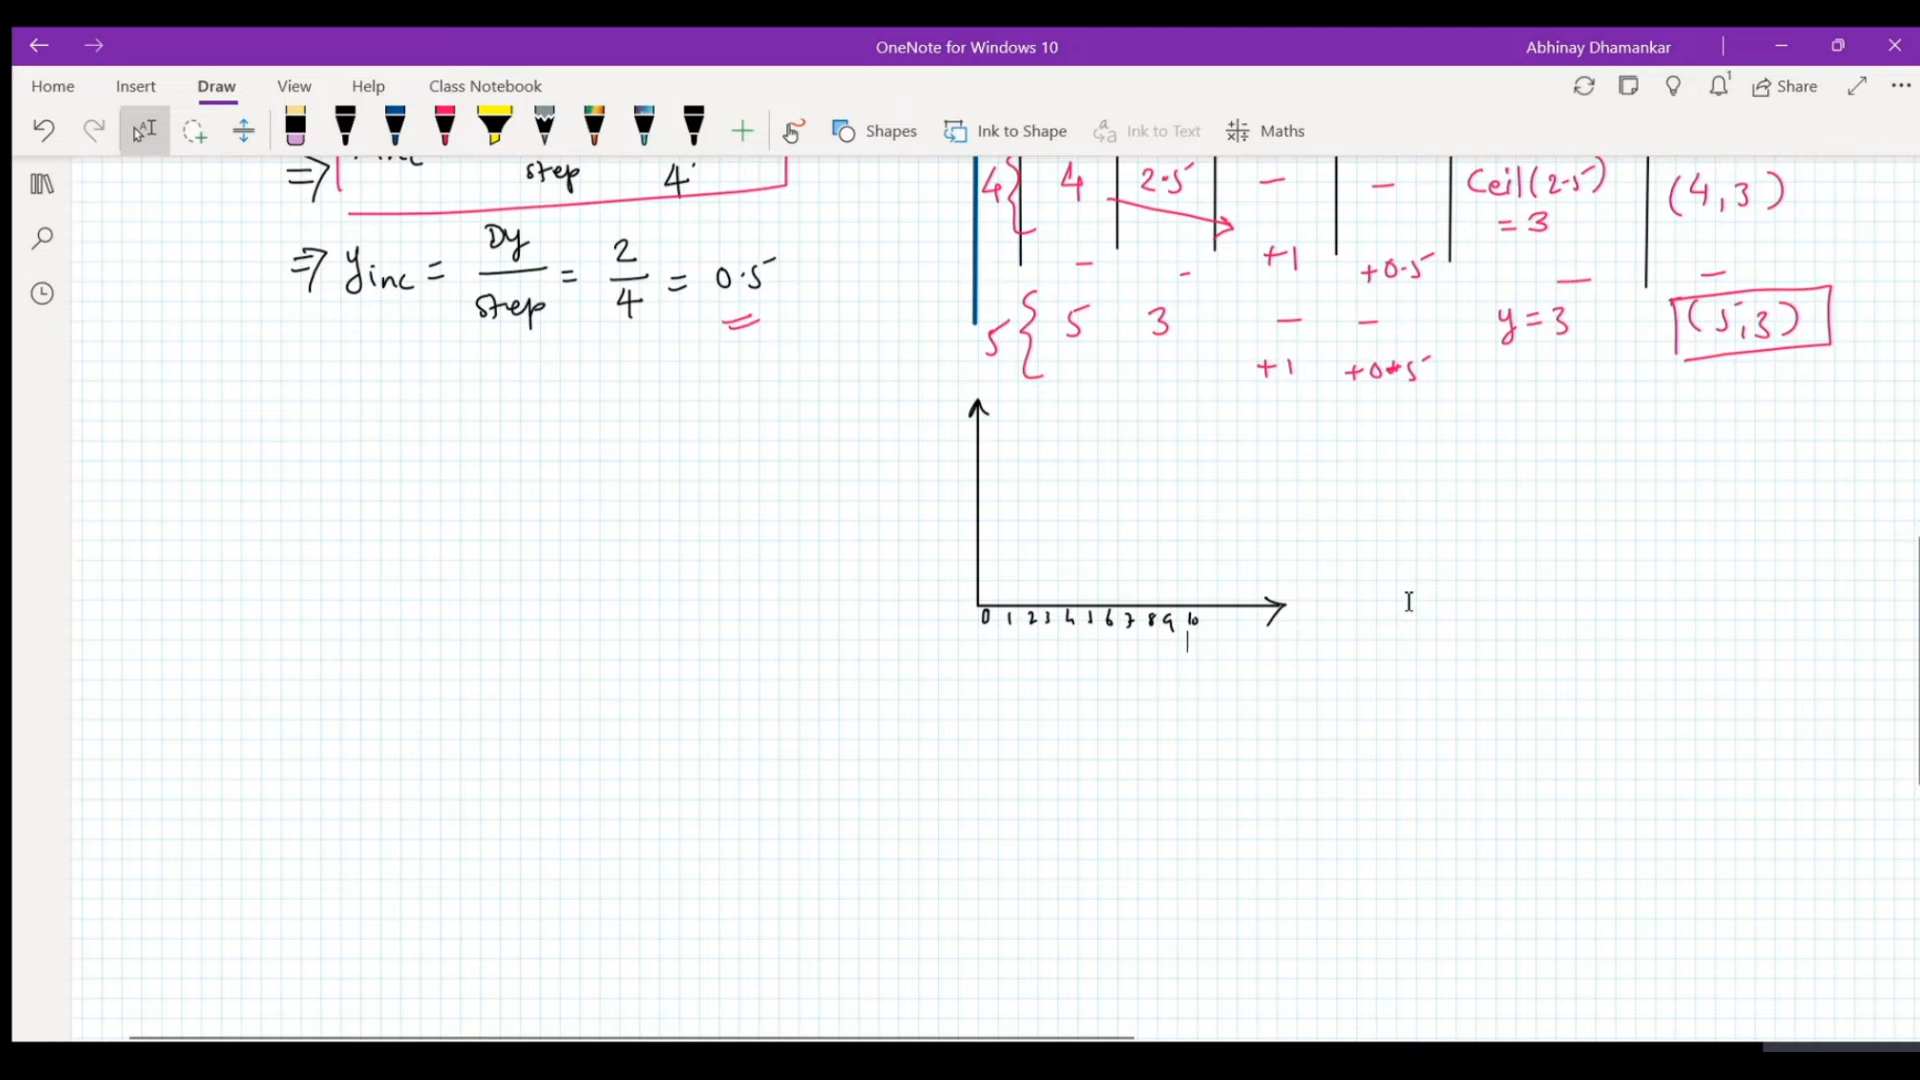 OneNote for Windows 10
Abhinay Dhamankar
Home Insert Draw View Help Class Notebook
Share
Shapes Ink to Shape Ink to Text Maths
=> step 4
=> yinc = Dy / step = 2 / 4 = 0.5
4{ 4 2.5 - - Ceil(2.5) (4,3)
= 3
- - +1 +0.5 - -
5{ 5 3 - - y=3 (5,3)
+1 +0.5
0 1 2 3 4 5 6 7 8 9 10